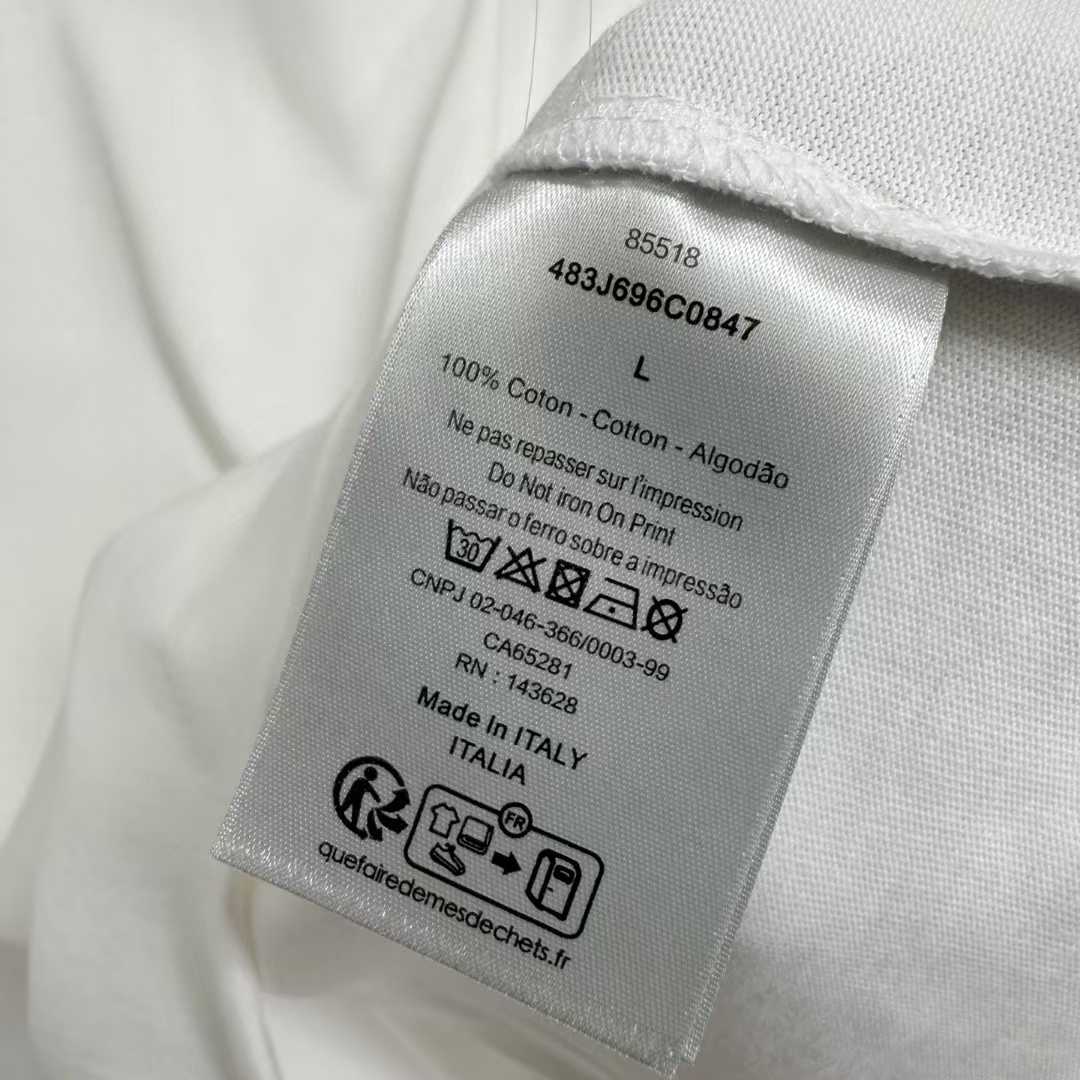 85518
483J696C0847
L
100% Coton - Cotton - Algodão
Ne pas repasser sur l'impression
Do Not iron On Print
Não passar o ferro sobre a impressão
30
CNPJ 02-046-366/0003-99
CA65281
RN : 143628
Made In ITALY
ITALIA
FR
quefairedemesdechets.fr